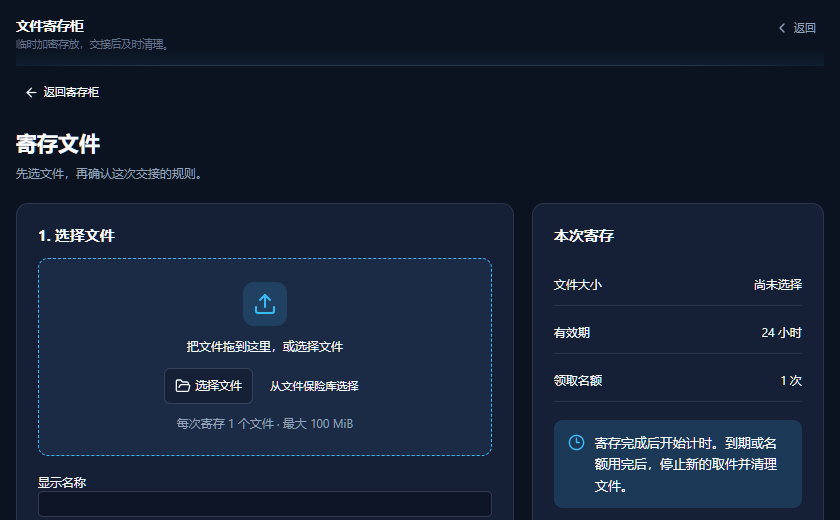 文件寄存柜
临时加密存放，交接后及时清理。
返回
返回寄存柜
寄存文件
先选文件，再确认这次交接的规则。
1. 选择文件
把文件拖到这里，或选择文件
选择文件
从文件保险库选择
每次寄存 1 个文件 · 最大 100 MiB
显示名称
本次寄存
文件大小
尚未选择
有效期
24 小时
领取名额
1 次
寄存完成后开始计时。到期或名
额用完后，停止新的取件并清理
文件。